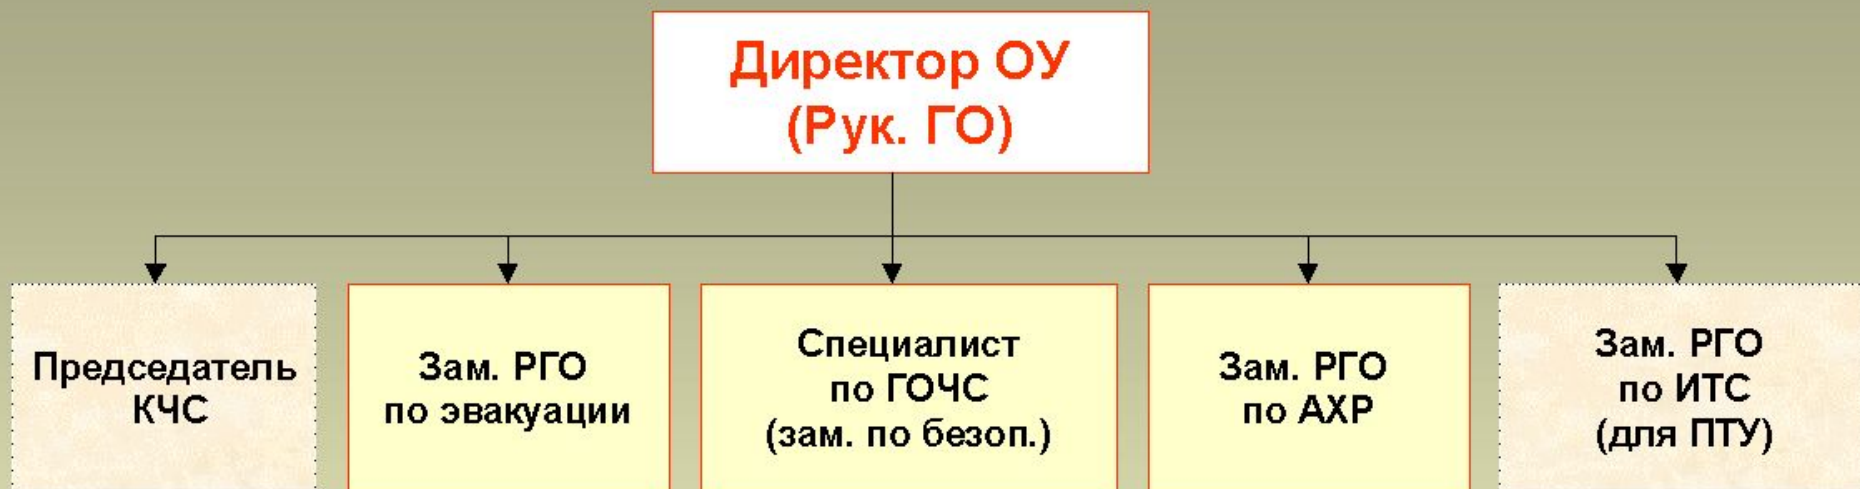 Директор ОУ
(Рук. ГО)
Председатель
КЧС
Зам. РГО
по эвакуации
Специалист
по ГОЧС
(зам. по безоп.)
Зам. РГО
по АХР
Зам. РГО
по ИТС
(для ПТУ)